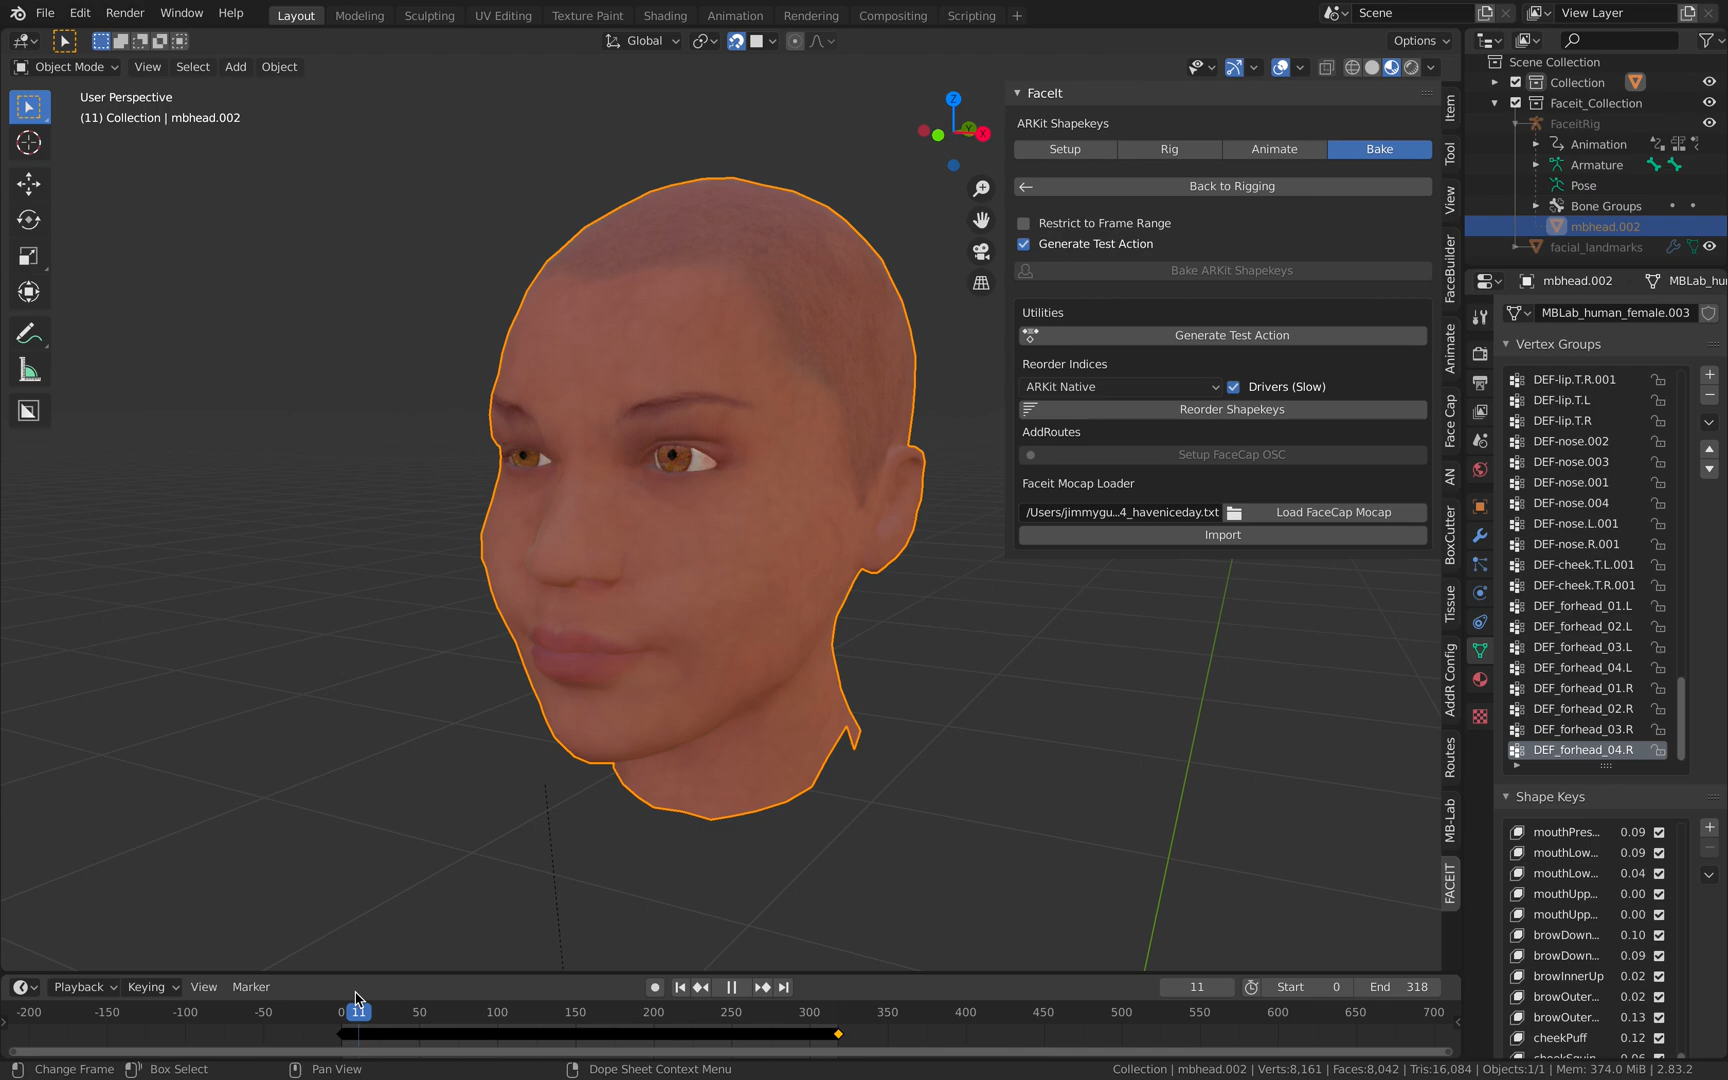 File Edit Render Window Help Layout Modeling Sculpting UV Editing Texture Paint Shading Animation Rendering Compositing Scripting + Scene View Layer
Global Options
Object Mode View Select Add Object
User Perspective
(11) Collection | mbhead.002
Z
Y
X
FaceIt
ARKit Shapekeys
Setup Rig Animate Bake
Back to Rigging
Restrict to Frame Range
Generate Test Action
Bake ARKit Shapekeys
Utilities
Generate Test Action
Reorder Indices
ARKit Native Drivers (Slow)
Reorder Shapekeys
AddRoutes
Setup FaceCap OSC
Faceit Mocap Loader
/Users/jimmygu...4_haveniceday.txt Load FaceCap Mocap
Import
Item
Tool
View
FaceBuilder
Animate
Face Cap
AN
BoxCutter
Tissue
AddR Config
Routes
MB-Lab
FACEIT
Scene Collection
Collection
Faceit_Collection
FaceitRig
Animation
Armature
Pose
Bone Groups
mbhead.002
facial_landmarks
mbhead.002 MBLab_hu
MBLab_human_female.003
Vertex Groups
DEF-lip.T.R.001
DEF-lip.T.L
DEF-lip.T.R
DEF-nose.002
DEF-nose.003
DEF-nose.001
DEF-nose.004
DEF-nose.L.001
DEF-nose.R.001
DEF-cheek.T.L.001
DEF-cheek.T.R.001
DEF_forhead_01.L
DEF_forhead_02.L
DEF_forhead_03.L
DEF_forhead_04.L
DEF_forhead_01.R
DEF_forhead_02.R
DEF_forhead_03.R
DEF_forhead_04.R
Shape Keys
mouthPres... 0.09
mouthLow... 0.09
mouthLow... 0.04
mouthUpp... 0.00
mouthUpp... 0.00
browDown... 0.10
browDown... 0.09
browInnerUp 0.02
browOuter... 0.02
browOuter... 0.13
cheekPuff 0.12
Playback Keying View Marker 11 Start 0 End 318
-200 -150 -100 -50 0 11 50 100 150 200 250 300 350 400 450 500 550 600 650 700
Change Frame Box Select Pan View Dope Sheet Context Menu Collection | mbhead.002 | Verts:8,161 | Faces:8,042 | Tris:16,084 | Objects:1/1 | Mem: 374.0 MiB | 2.83.2